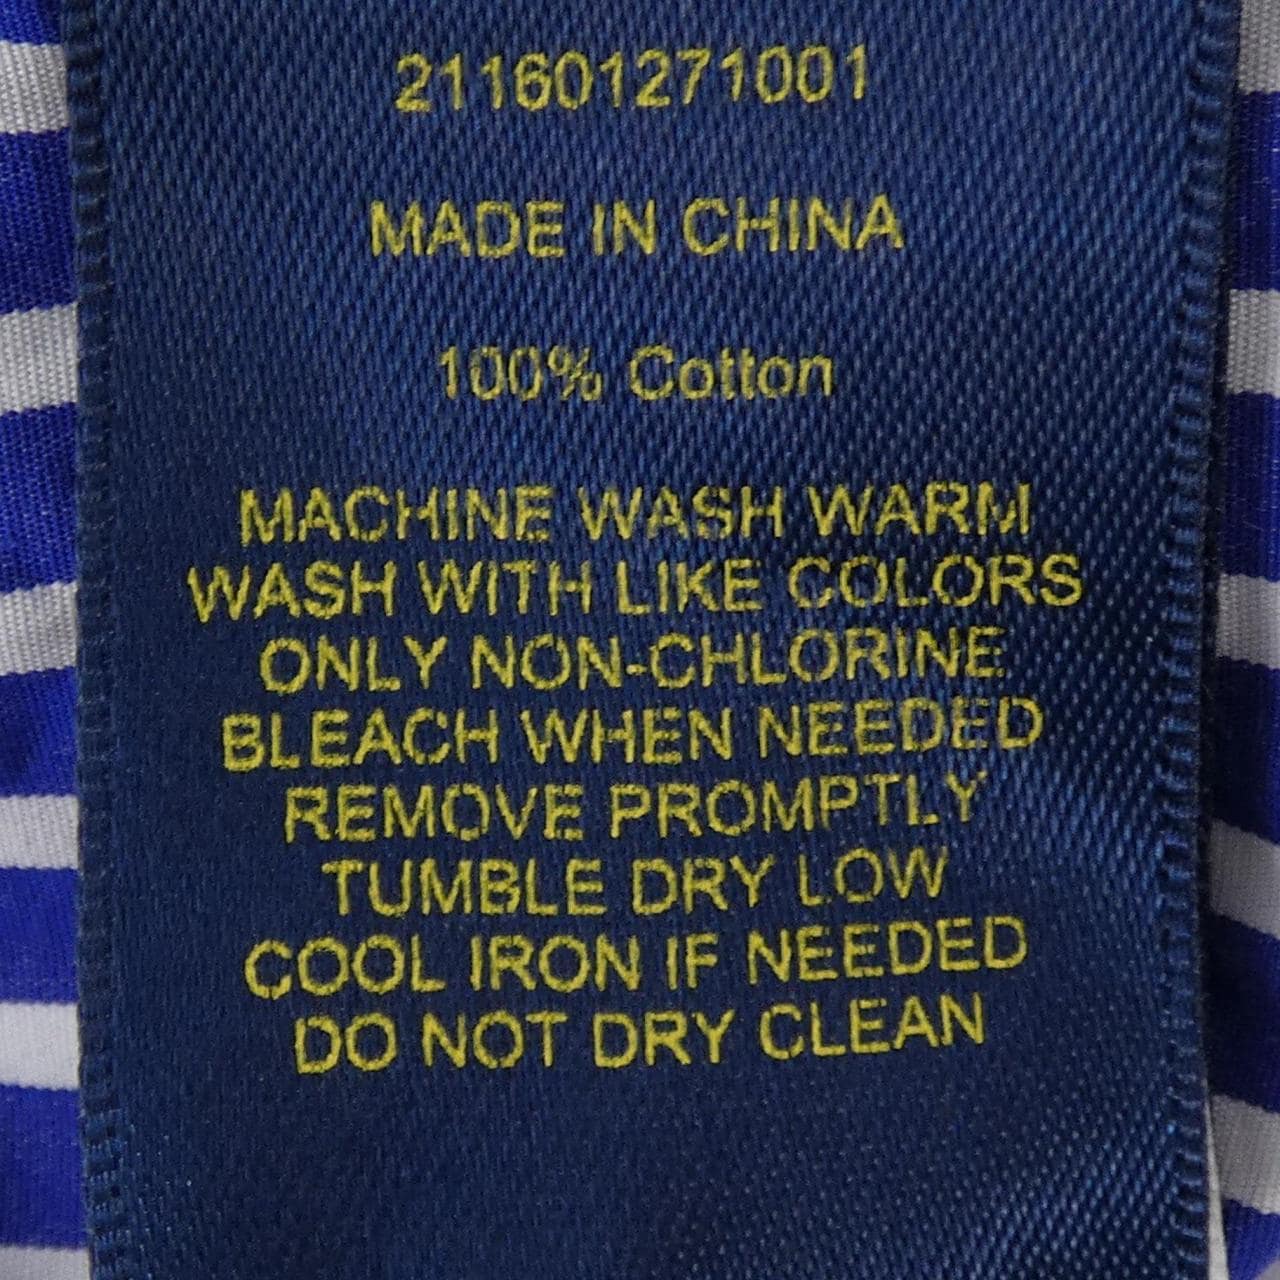 211601271001
MADE IN CHINA
100% Cotton
MACHINE WASH WARM
WASH WITH LIKE COLORS
ONLY NON-CHLORINE
BLEACH WHEN NEEDED
REMOVE PROMPTLY
TUMBLE DRY LOW
COOL IRON IF NEEDED
DO NOT DRY CLEAN